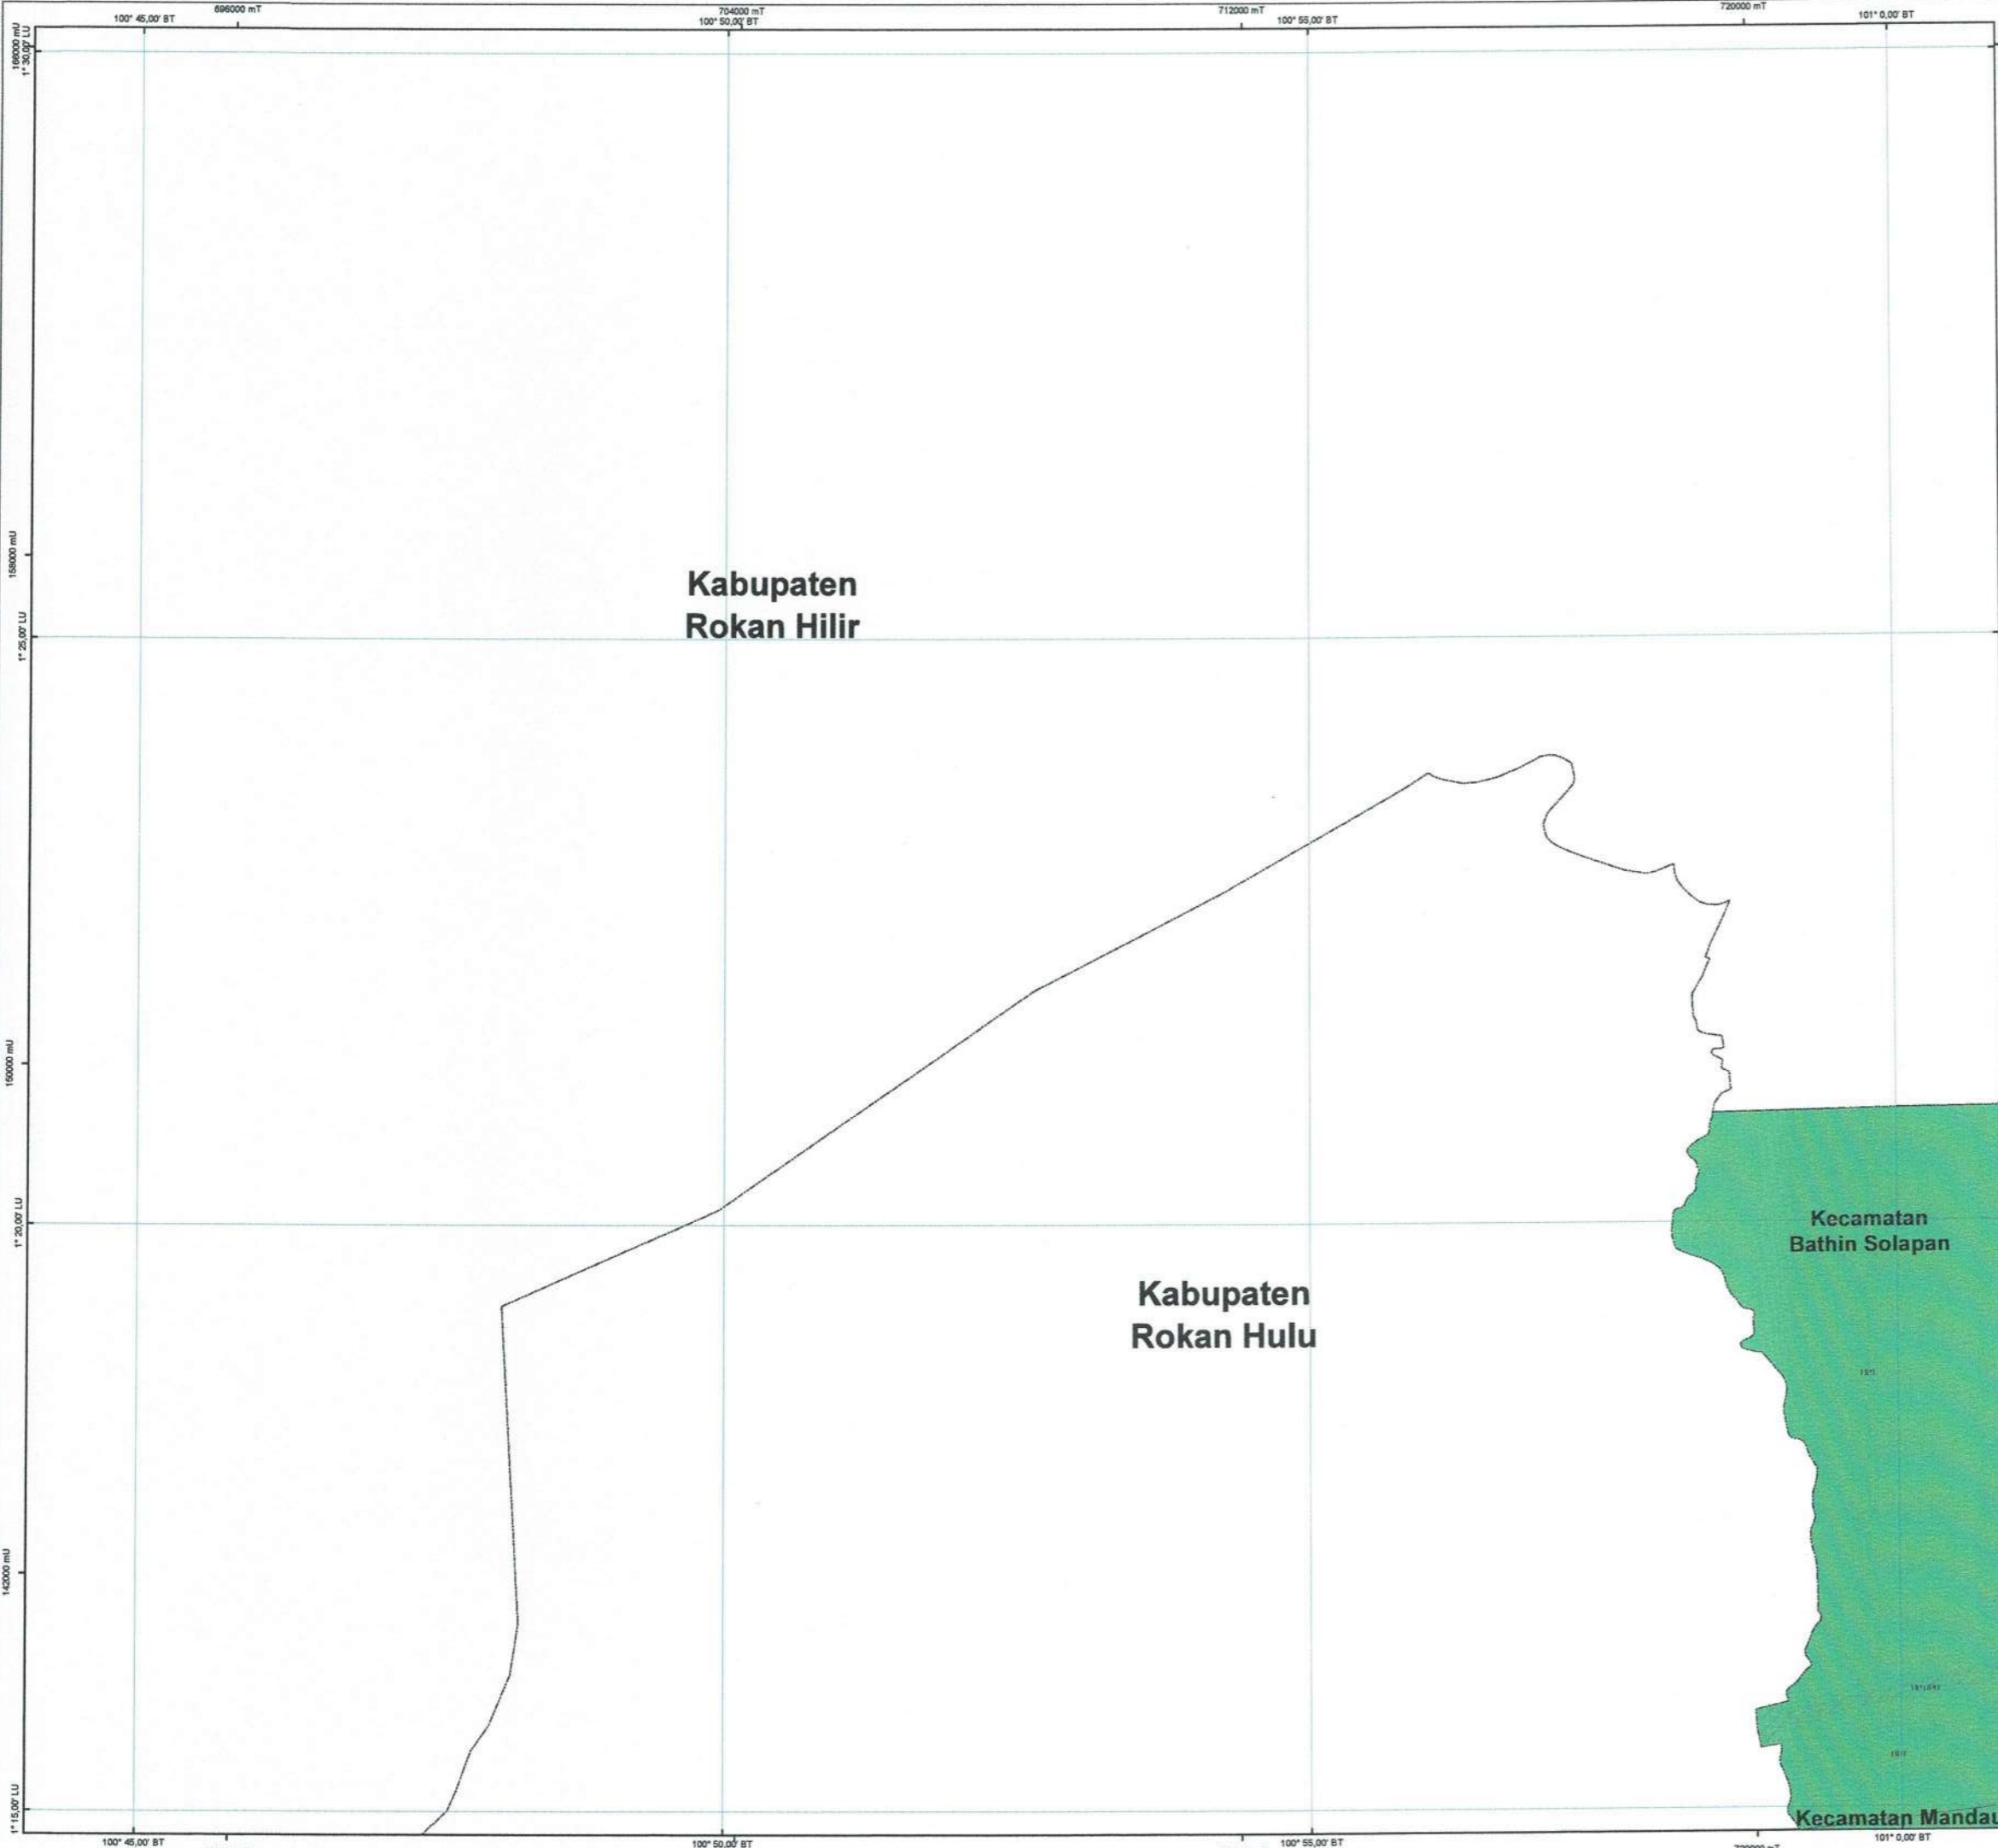 696000 mT
704000 mT
712000 mT
720000 mT
100° 45,00' BT
100° 50,00' BT
100° 55,00' BT
101° 0,00' BT
166000 mU
1° 30,00' LU
158000 mU
1° 25,00' LU
150000 mU
1° 20,00' LU
142000 mU
1° 15,00' LU
Kabupaten
Rokan Hilir
Kecamatan
Bathin Solapan
Kabupaten
Rokan Hulu
Kecamatan Mandau
100° 45,00' BT
100° 50,00' BT
100° 55,00' BT
101° 0,00' BT